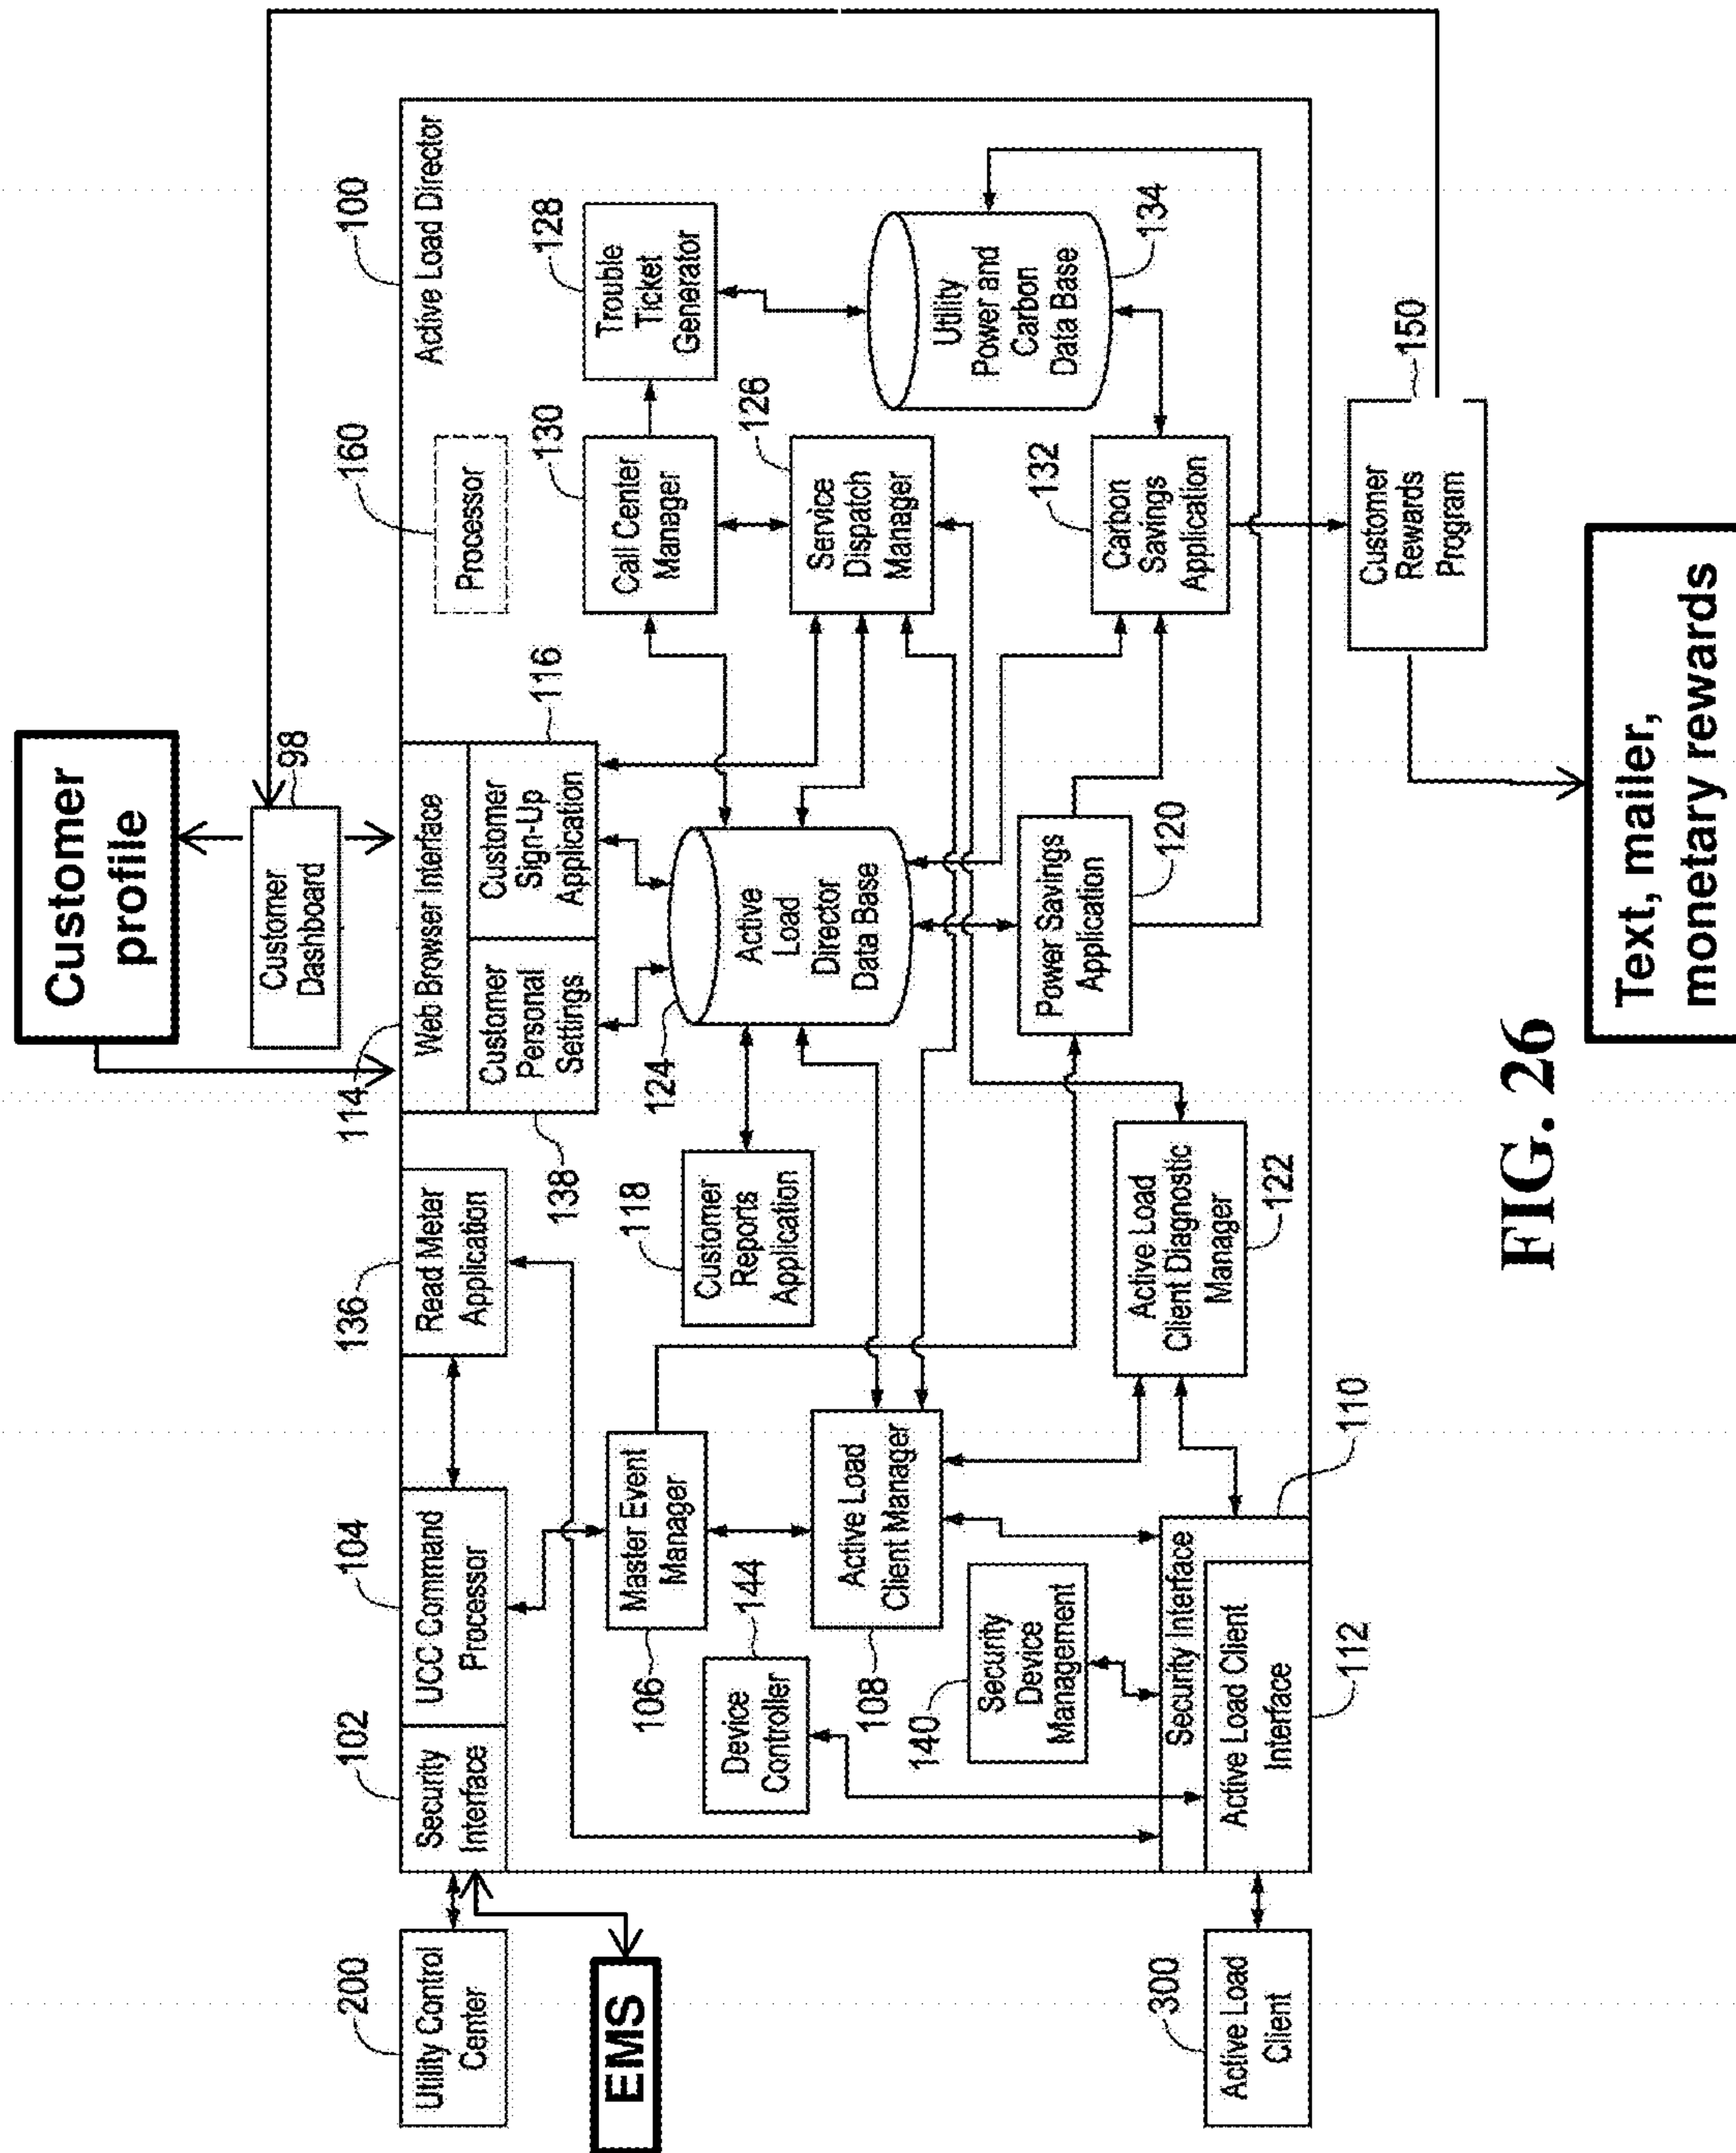 Customer
profile
98
Customer
Dashboard
200
Utility Control
Center
EMS
300
Active Load
Client
100
Active Load Director
102
Security
Interface
104
UCC Command
Processor
136
Read Meter
Application
114
Web Browser Interface
138
Customer
Personal
Settings
116
Customer
Sign-Up
Application
160
Processor
106
Master Event
Manager
144
Device
Controller
118
Customer
Reports
Application
124
Active
Load
Director
Data Base
130
Call Center
Manager
128
Trouble
Ticket
Generator
108
Active Load
Client Manager
126
Service
Dispatch
Manager
134
Utility
Power and
Carbon
Data Base
140
Security
Device
Management
120
Power Savings
Application
132
Carbon
Savings
Application
122
Active Load
Client Diagnostic
Manager
110
Security Interface
112
Active Load Client
Interface
150
Customer
Rewards
Program
Text, mailer,
monetary rewards
FIG. 26